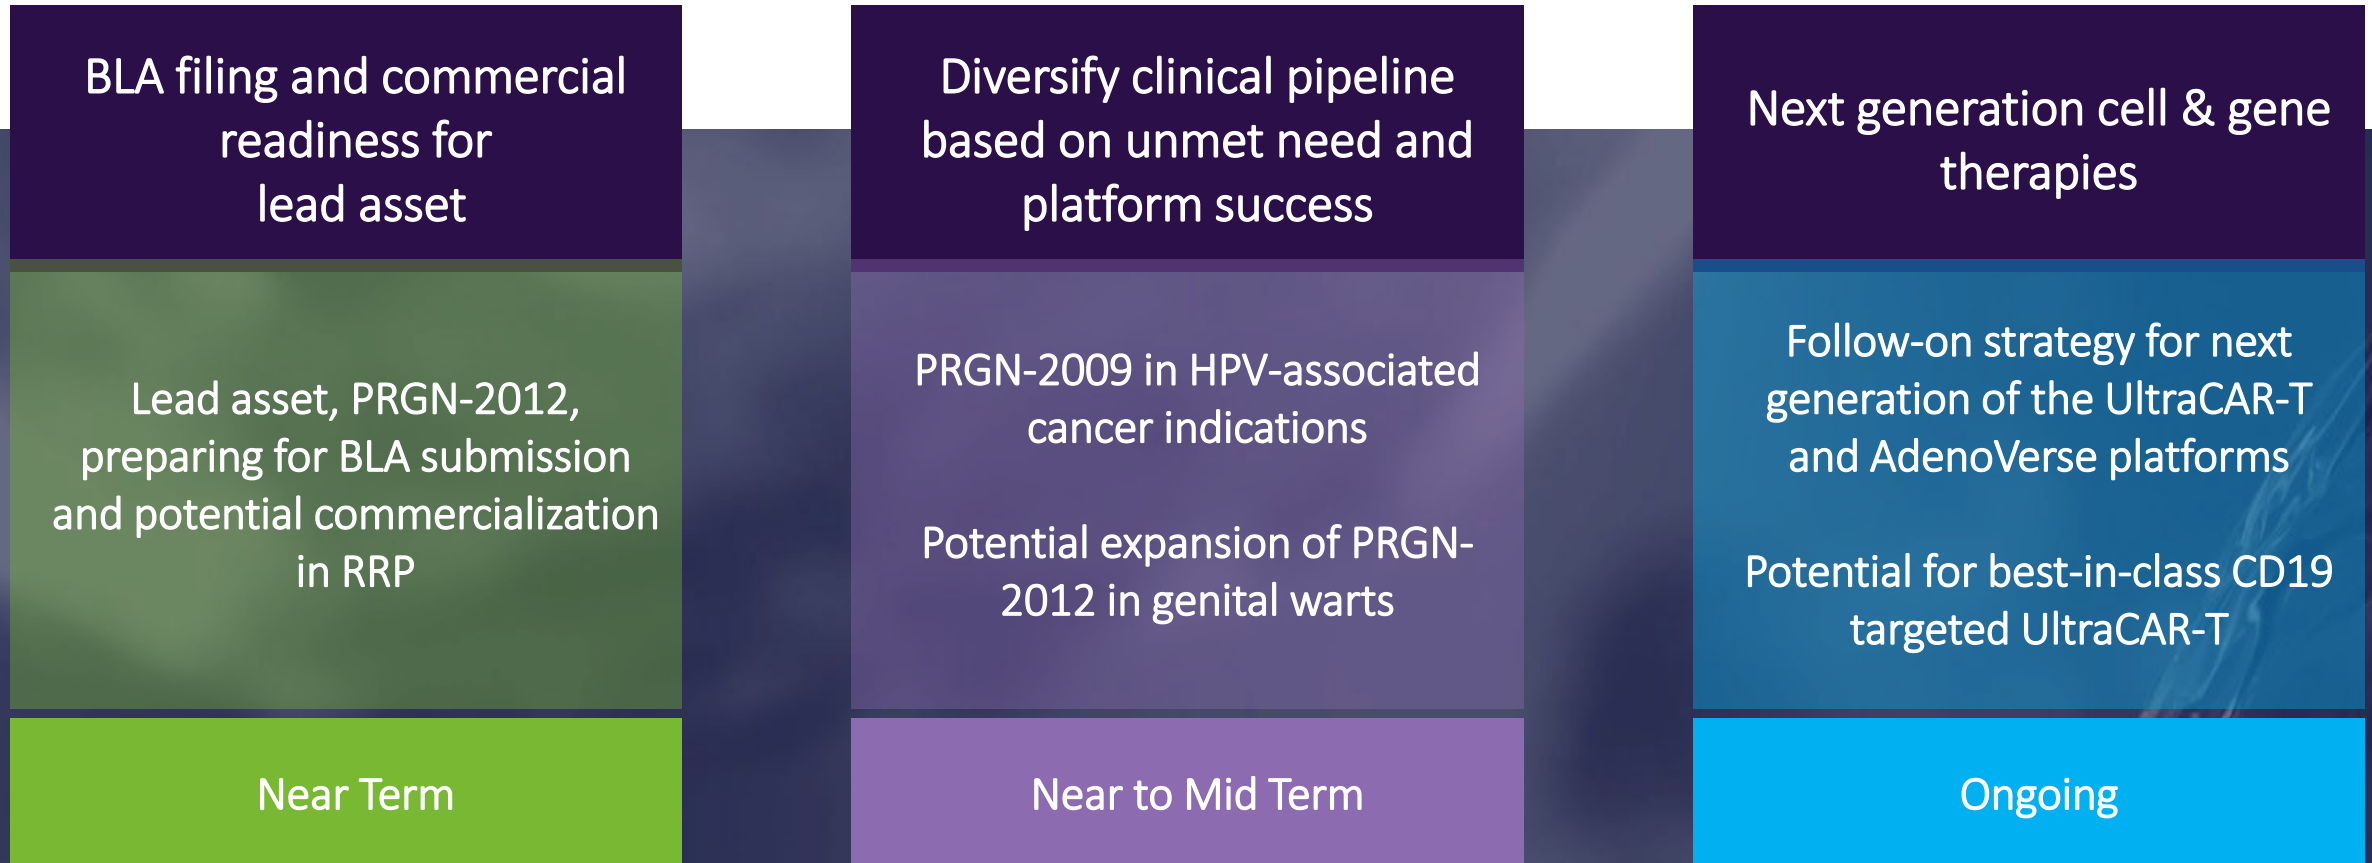 BLA filing and commercial
readiness for
lead asset
Lead asset, PRGN-2012,
preparing for BLA submission
and potential commercialization
in RRP
Near Term
Diversify clinical pipeline
based on unmet need and
platform success
PRGN-2009 in HPV-associated
cancer indications
Potential expansion of PRGN-
2012 in genital warts
Near to Mid Term
Next generation cell & gene
therapies
Follow-on strategy for next
generation of the UltraCAR-T
and AdenoVerse platforms
Potential for best-in-class CD19
targeted UltraCAR-T
Ongoing